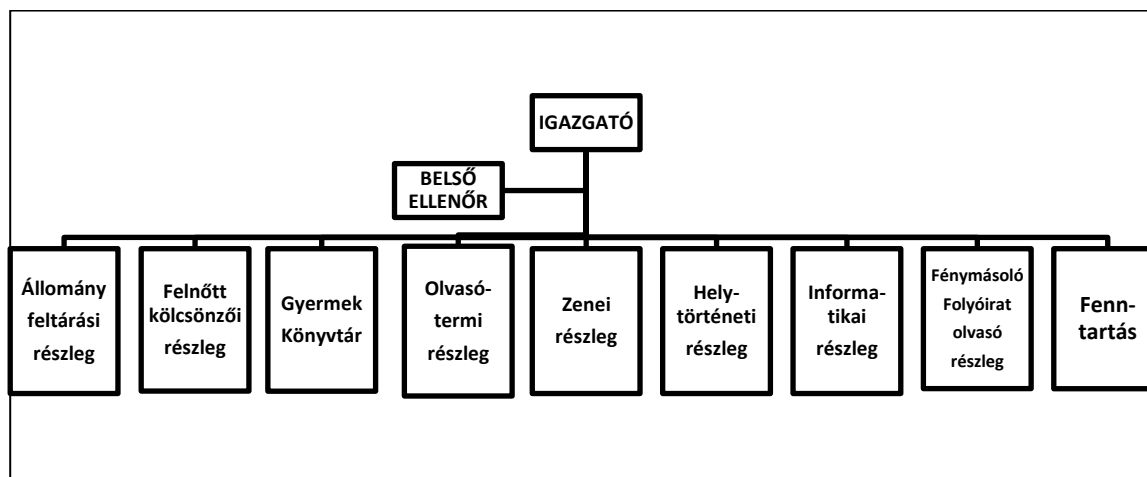 IGAZGATÓ
BELSŐ
ELLENŐR
Állomány
feltárási
részleg
Felnőtt
kölcsönzői
részleg
Gyermek
Könyvtár
Olvasó-
termi
részleg
Zenei
részleg
Hely-
történeti
részleg
Informa-
tikai
részleg
Fénymásoló
Folyóirat
olvasó
részleg
Fenn-
tartás